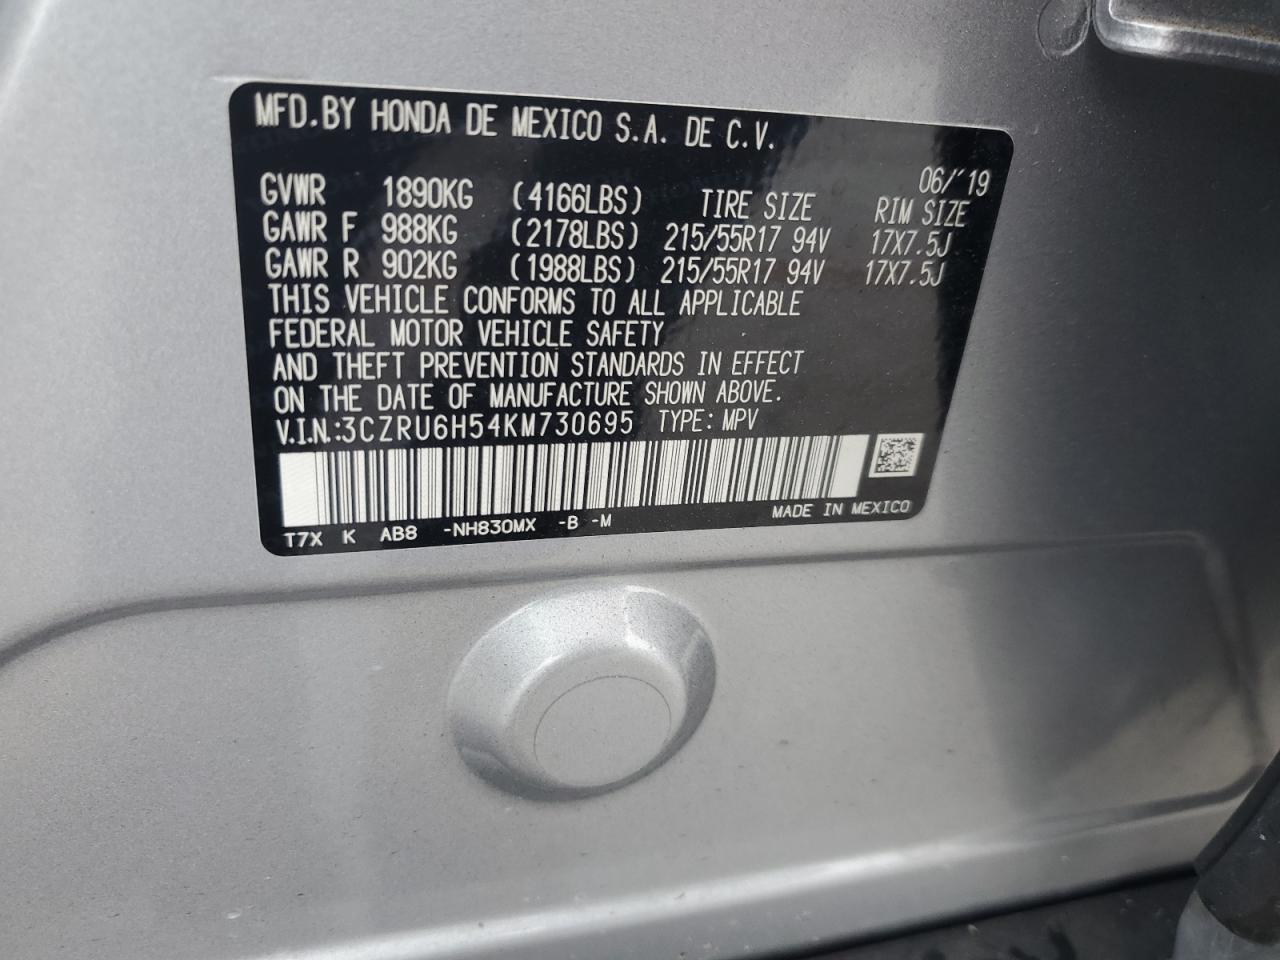 MFD.BY HONDA DE MEXICO S.A. DE C.V.
06/'19
GVWR 1890KG (4166LBS) TIRE SIZE RIM SIZE
GAWR F 988KG (2178LBS) 215/55R17 94V 17X7.5J
GAWR R 902KG (1988LBS) 215/55R17 94V 17X7.5J
THIS VEHICLE CONFORMS TO ALL APPLICABLE
FEDERAL MOTOR VEHICLE SAFETY
AND THEFT PREVENTION STANDARDS IN EFFECT
ON THE DATE OF MANUFACTURE SHOWN ABOVE.
V.I.N.:3CZRU6H54KM730695 TYPE: MPV
MADE IN MEXICO
T7X K AB8 -NH830MX -B -M